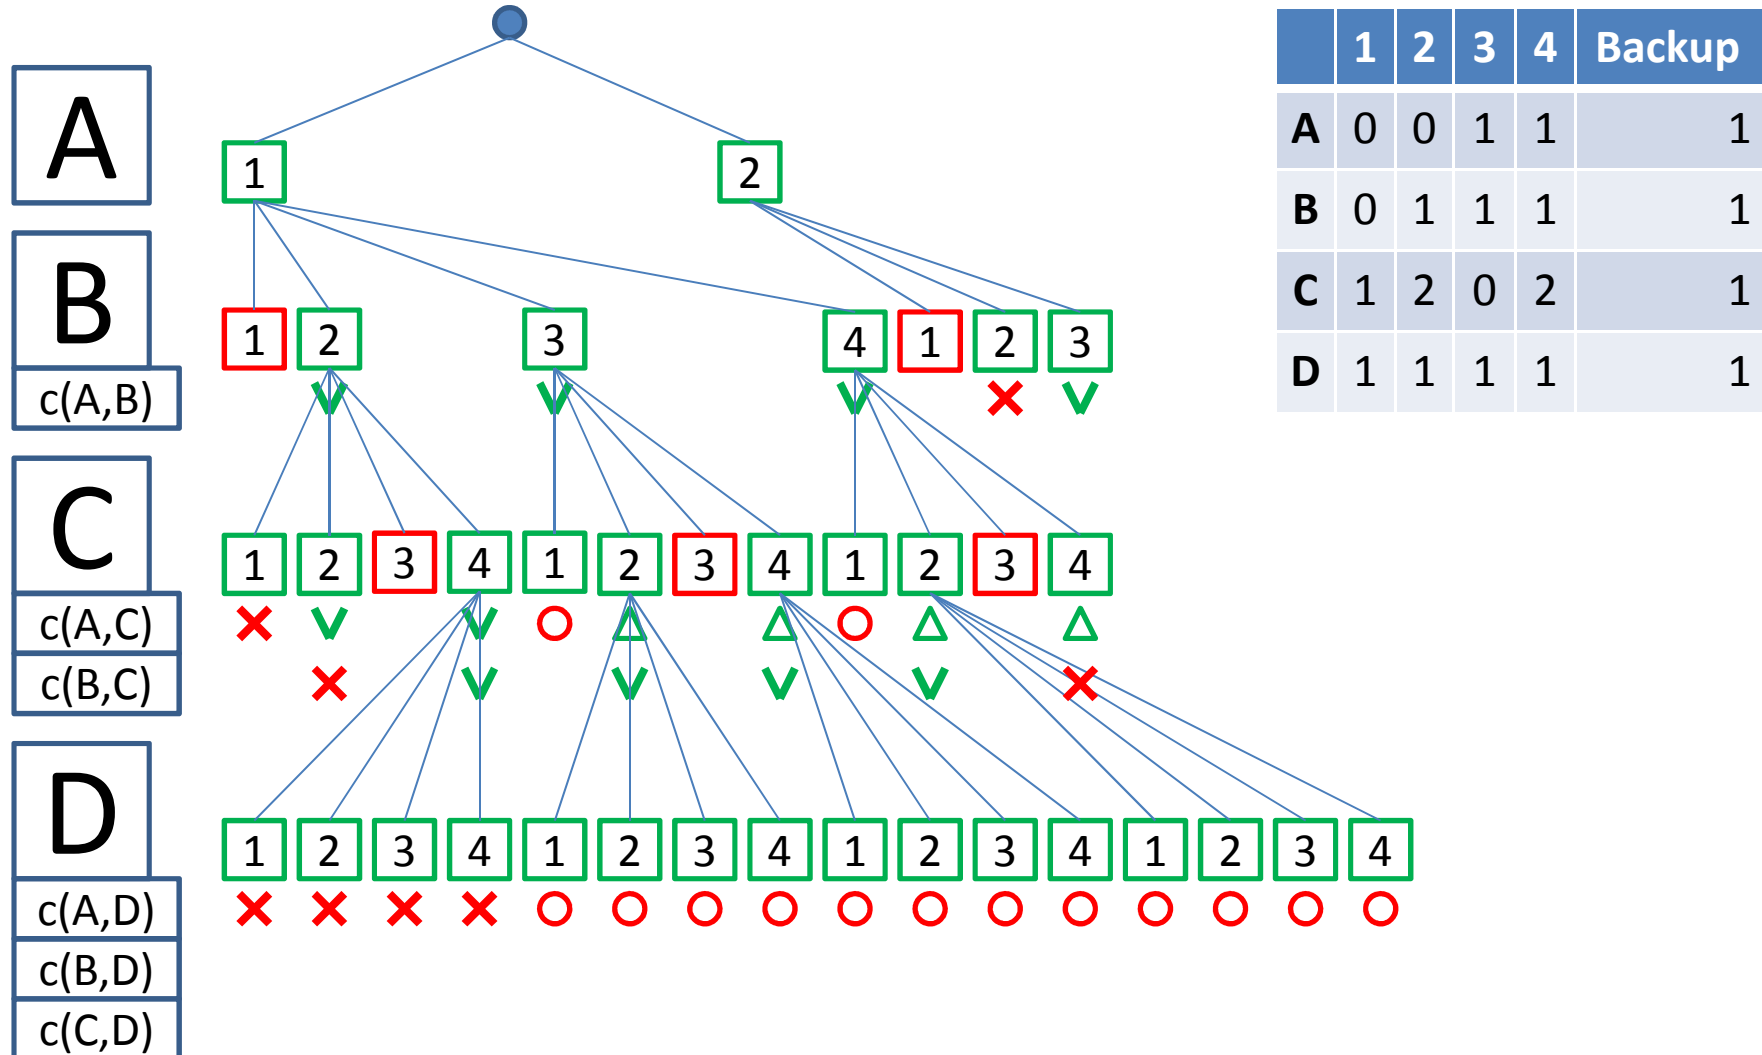 1 2 3 4 Backup
A 0 0 1 1 1
B 0 1 1 1 1
C 1 2 0 2 1
D 1 1 1 1 1
A
1 2
B
1 2 3 4 1 2 3
c(A,B)
C
1 2 3 4 1 2 3 4 1 2 3 4
c(A,C)
c(B,C)
D
1 2 3 4 1 2 3 4 1 2 3 4 1 2 3 4
c(A,D)
c(B,D)
c(C,D)